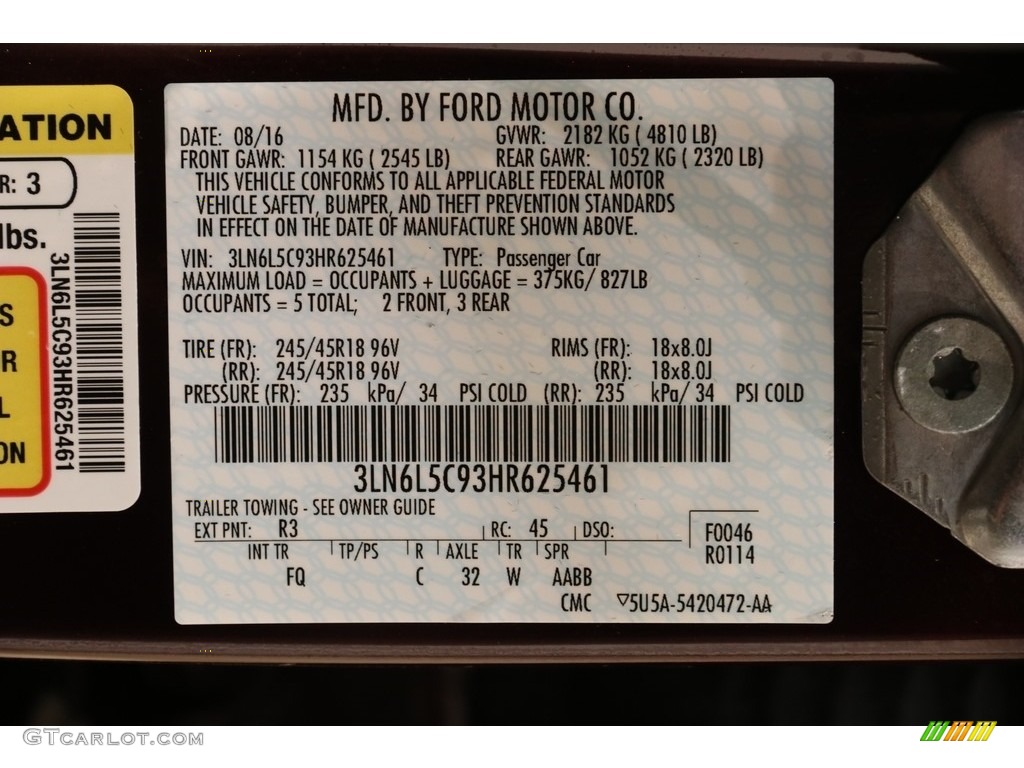 MFD. BY FORD MOTOR CO.
DATE: 08/16 GVWR: 2182 KG ( 4810 LB)
FRONT GAWR: 1154 KG ( 2545 LB) REAR GAWR: 1052 KG ( 2320 LB)
THIS VEHICLE CONFORMS TO ALL APPLICABLE FEDERAL MOTOR
VEHICLE SAFETY, BUMPER, AND THEFT PREVENTION STANDARDS
IN EFFECT ON THE DATE OF MANUFACTURE SHOWN ABOVE.
VIN: 3LN6L5C93HR625461 TYPE: Passenger Car
MAXIMUM LOAD = OCCUPANTS + LUGGAGE = 375KG/ 827LB
OCCUPANTS = 5 TOTAL; 2 FRONT, 3 REAR
TIRE (FR): 245/45R18 96V RIMS (FR): 18x8.0J
(RR): 245/45R18 96V (RR): 18x8.0J
PRESSURE (FR): 235 kPa/ 34 PSI COLD (RR): 235 kPa/ 34 PSI COLD
3LN6L5C93HR625461
TRAILER TOWING - SEE OWNER GUIDE
EXT PNT: R3 RC: 45 DSO: F0046
R0114
INT TR TP/PS R AXLE TR SPR
FQ C 32 W AABB
CMC ▽5U5A-5420472-AA
ATION
R: 3
lbs.
3LN6L5C93HR625461
S
R
L
ON
GTCarlot.com